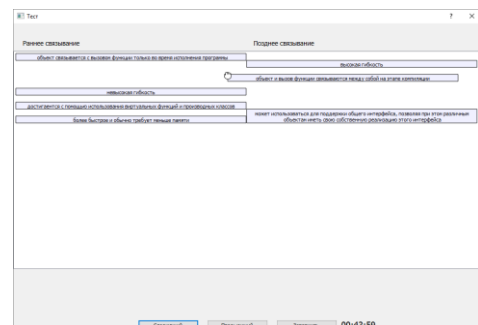 Тест
? ×
Раннее связывание
Позднее связывание
объект связывается с вызовом функции только во время исполнения программы
высокая гибкость
объект и вызов функции связываются между собой на этапе компиляции
невысокая гибкость
достигается с помощью использования виртуальных функций и производных классов
может использоваться для поддержки общего интерфейса, позволяя при этом различным
объектам иметь свою собственную реализацию этого интерфейса
более быстрое и обычно требует меньше памяти
00:42:59